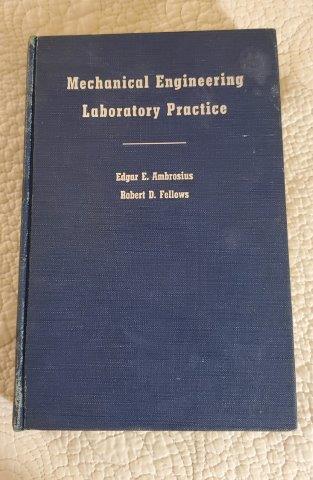 Mechanical Engineering
Laboratory Practice
Edgar E. Ambrosius
Robert D. Fellows